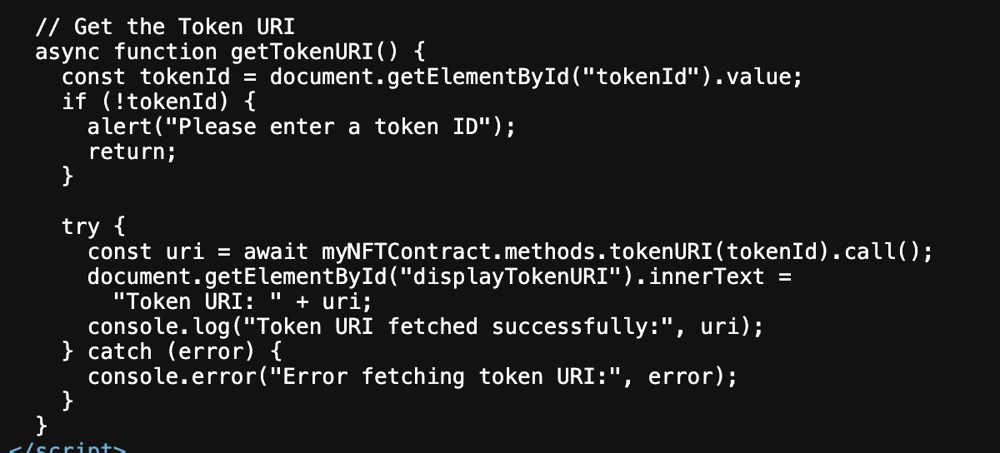 // Get the Token URI
async function getTokenURI() {
const tokenId = document.getElementById("tokenId").value;
if (!tokenId) {
alert("Please enter a token ID");
return;
}
try {
const uri = await myNFTContract.methods.tokenURI(tokenId).call();
document.getElementById("displayTokenURI").innerText =
"Token URI: " + uri;
console.log("Token URI fetched successfully:", uri);
} catch (error) {
console.error("Error fetching token URI:", error);
}
}
</script>